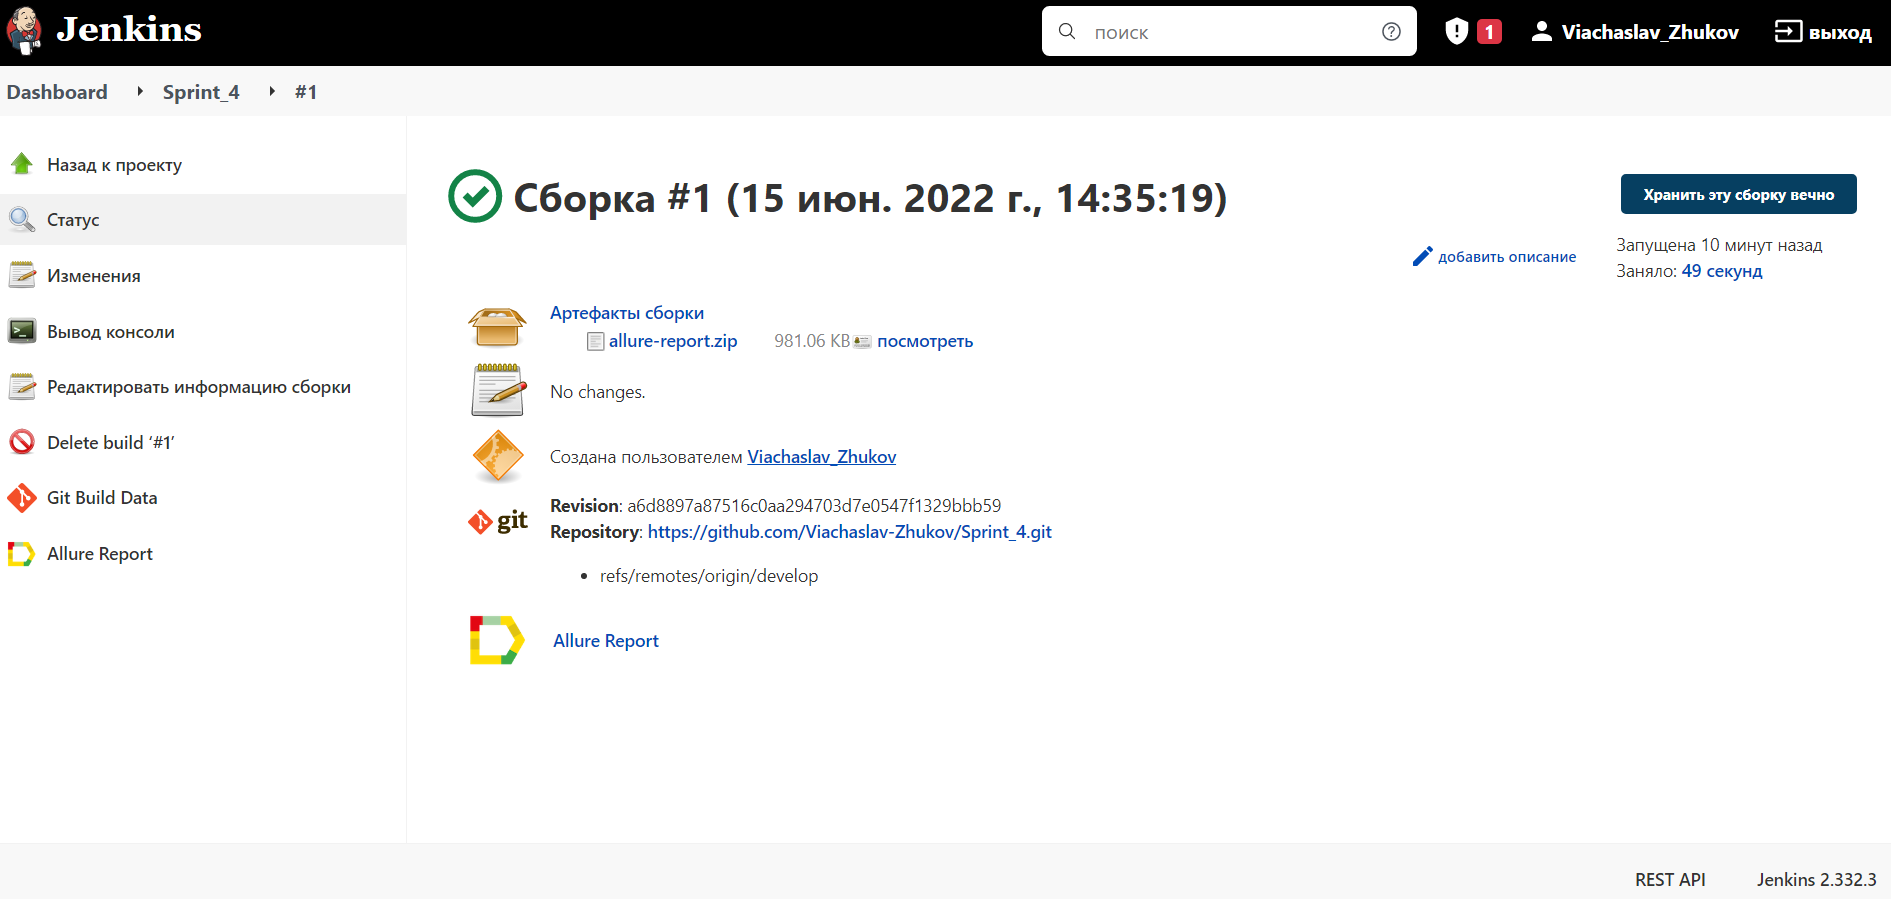 Jenkins
поиск
1
Viachaslav_Zhukov
выход
Dashboard
Sprint_4
#1
Назад к проекту
Статус
Изменения
Вывод консоли
Редактировать информацию сборки
Delete build ‘#1’
Git Build Data
Allure Report
Сборка #1 (15 июн. 2022 г., 14:35:19)
Хранить эту сборку вечно
добавить описание
Запущена 10 минут назад
Заняло: 49 секунд
Артефакты сборки
allure-report.zip 981.06 KB посмотреть
No changes.
Создана пользователем Viachaslav_Zhukov
git
Revision: a6d8897a87516c0aa294703d7e0547f1329bbb59
Repository: https://github.com/Viachaslav-Zhukov/Sprint_4.git
• refs/remotes/origin/develop
Allure Report
REST API
Jenkins 2.332.3